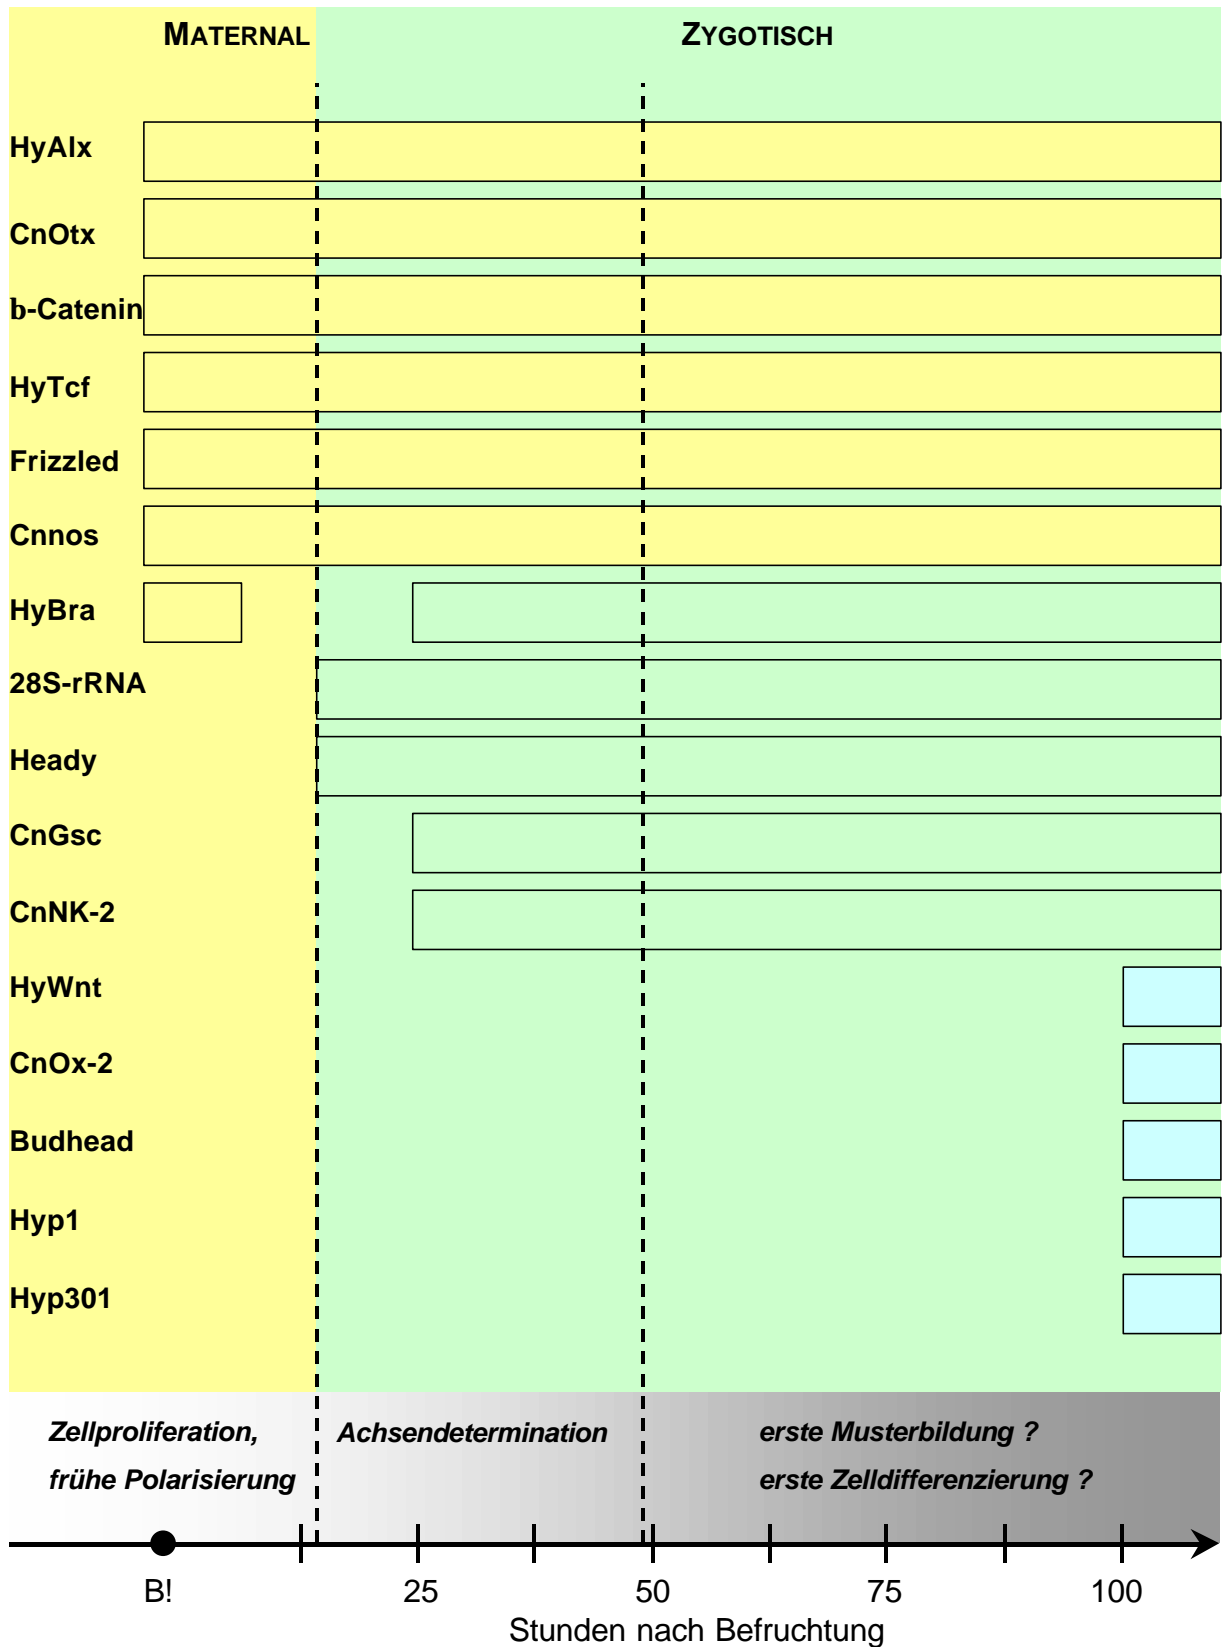 MATERNAL ZYGOTISCH
HyAlx
CnOtx
b-Catenin
HyTcf
Frizzled
Cnnos
HyBra
28S-rRNA
Heady
CnGsc
CnNK-2
HyWnt
CnOx-2
Budhead
Hyp1
Hyp301
Zellproliferation, Achsendetermination erste Musterbildung ?
frühe Polarisierung erste Zelldifferenzierung ?
B! 25 50 75 100
Stunden nach Befruchtung